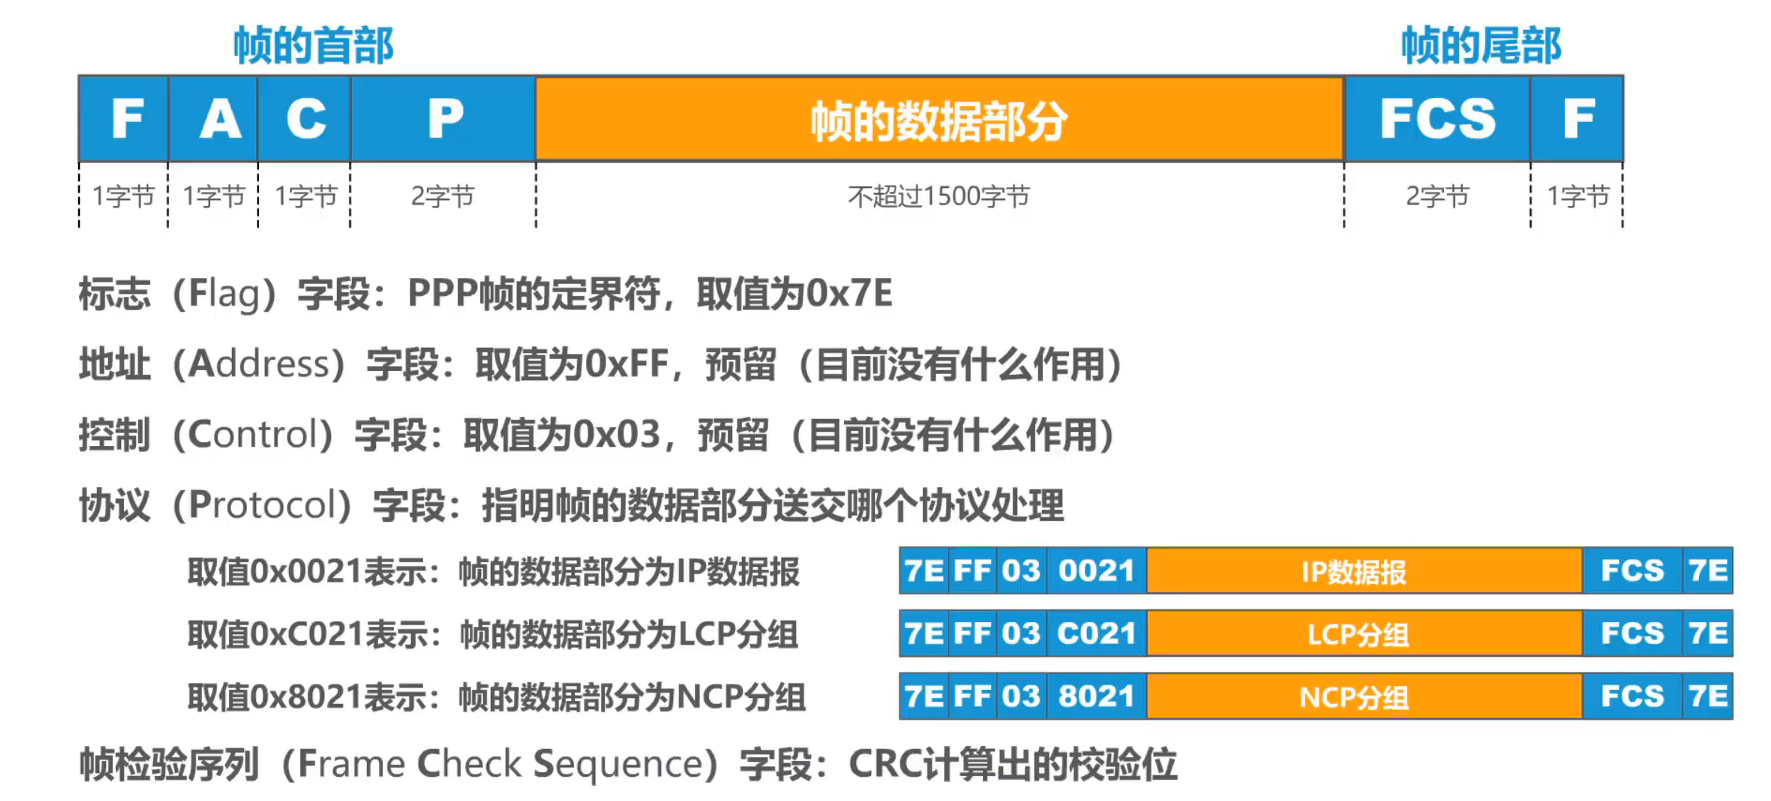 帧的首部 帧的尾部
F A C P 帧的数据部分 FCS F
1字节 1字节 1字节 2字节 不超过1500字节 2字节 1字节
标志（Flag）字段：PPP帧的定界符，取值为0x7E
地址（Address）字段：取值为0xFF，预留（目前没有什么作用）
控制（Control）字段：取值为0x03，预留（目前没有什么作用）
协议（Protocol）字段：指明帧的数据部分送交哪个协议处理
取值0x0021表示：帧的数据部分为IP数据报 7E FF 03 0021 IP数据报 FCS 7E
取值0xC021表示：帧的数据部分为LCP分组 7E FF 03 C021 LCP分组 FCS 7E
取值0x8021表示：帧的数据部分为NCP分组 7E FF 03 8021 NCP分组 FCS 7E
帧检验序列（Frame Check Sequence）字段：CRC计算出的校验位